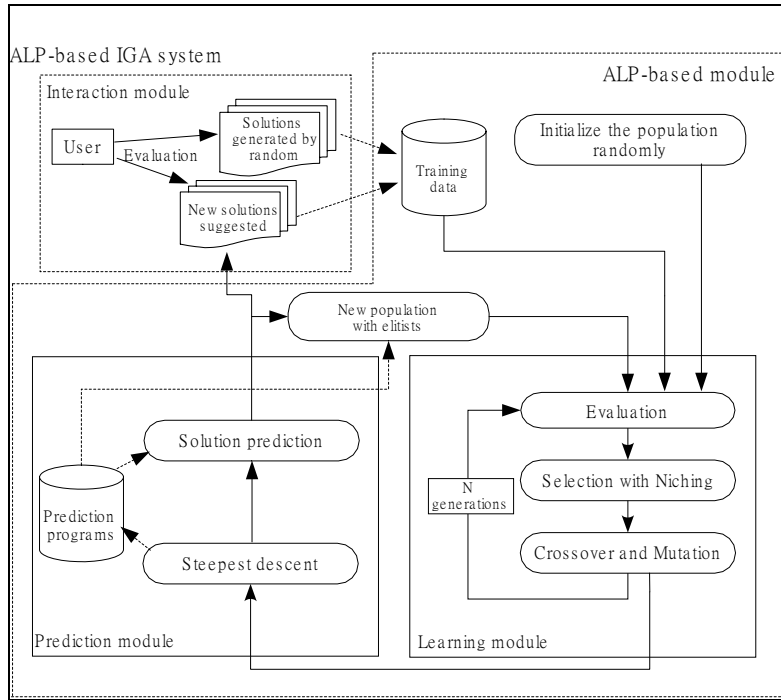 ALP-based IGA system
ALP-based module
Interaction module
User
Evaluation
Solutions
generated by
random
New solutions
suggested
Training
data
Initialize the population
randomly
New population
with elitists
Evaluation
Solution prediction
Selection with Niching
N
generations
Prediction
programs
Steepest descent
Crossover and Mutation
Prediction module
Learning module